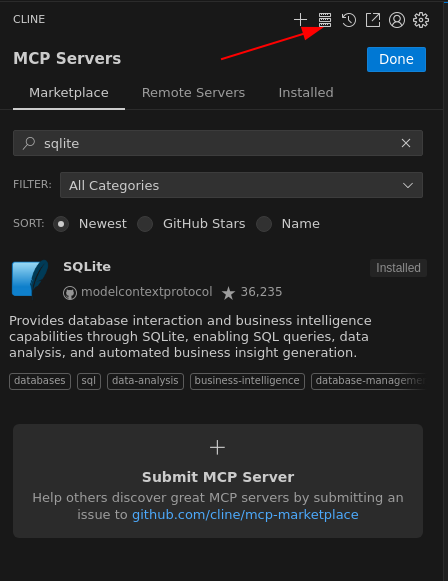 CLINE
MCP Servers
Done
Marketplace Remote Servers Installed
sqlite
FILTER: All Categories
SORT: Newest GitHub Stars Name
SQLite
Installed
modelcontextprotocol 36,235
Provides database interaction and business intelligence
capabilities through SQLite, enabling SQL queries, data
analysis, and automated business insight generation.
databases sql data-analysis business-intelligence database-manageme
Submit MCP Server
Help others discover great MCP servers by submitting an
issue to github.com/cline/mcp-marketplace